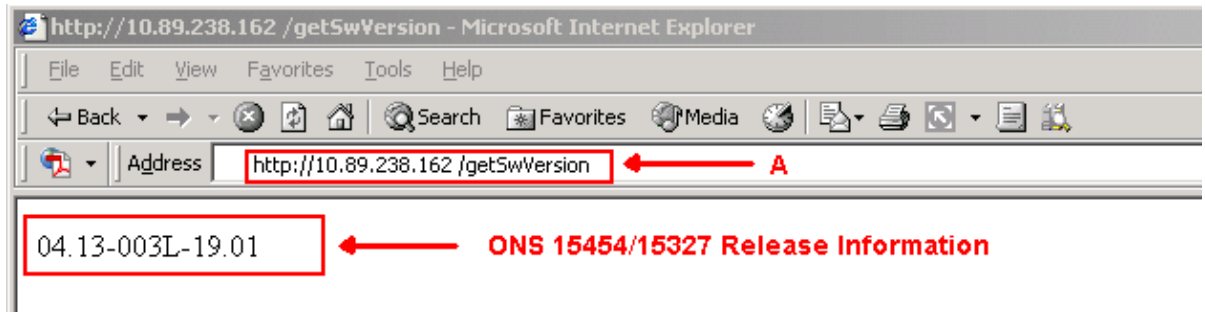 http://10.89.238.162 /getSwVersion - Microsoft Internet Explorer
File Edit View Favorites Tools Help
Back Search Favorites Media
Address http://10.89.238.162 /getSwVersion A
04.13-003L-19.01 ONS 15454/15327 Release Information